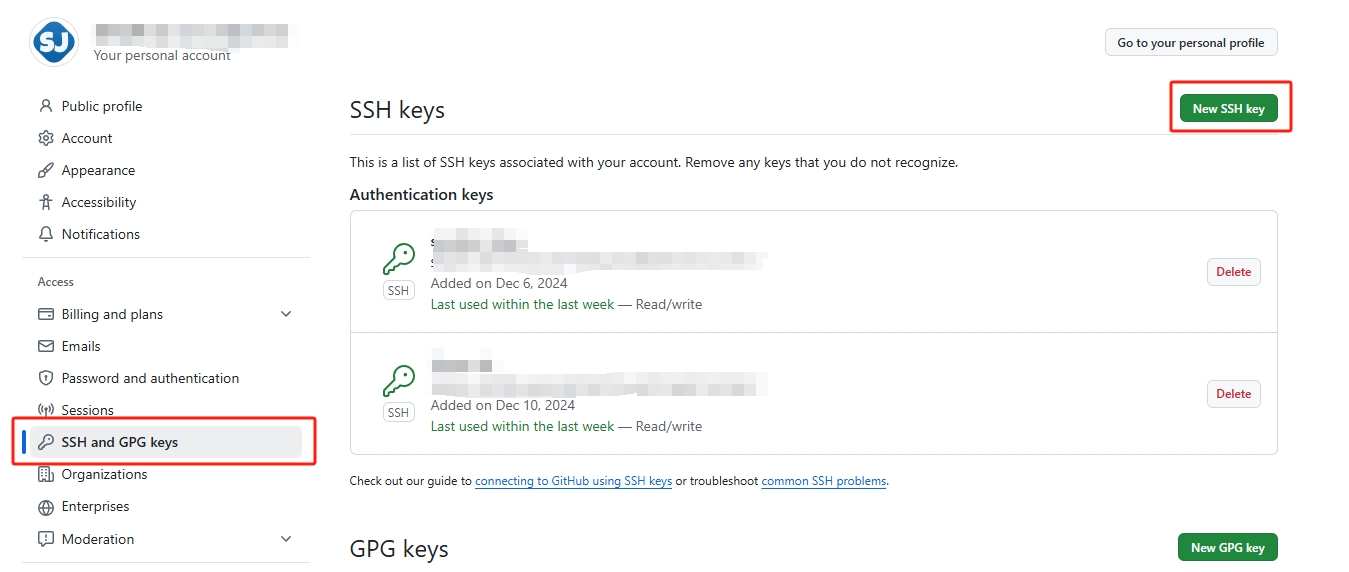 SJ
Your personal account
Go to your personal profile
Public profile
Account
Appearance
Accessibility
Notifications
Access
Billing and plans
Emails
Password and authentication
Sessions
SSH and GPG keys
Organizations
Enterprises
Moderation
SSH keys
New SSH key
This is a list of SSH keys associated with your account. Remove any keys that you do not recognize.
Authentication keys
SSH
Added on Dec 6, 2024
Last used within the last week — Read/write
Delete
SSH
Added on Dec 10, 2024
Last used within the last week — Read/write
Delete
Check out our guide to connecting to GitHub using SSH keys or troubleshoot common SSH problems.
GPG keys
New GPG key